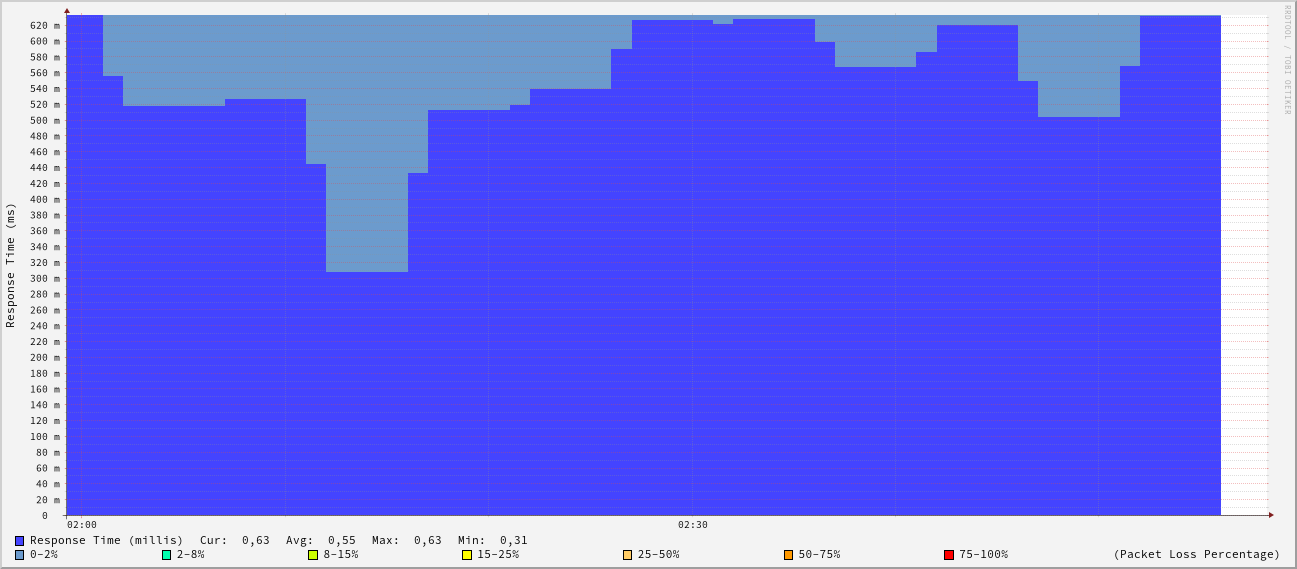 RRDTOOL / TOBI OETIKER
Response Time (ms)
620 m
600 m
580 m
560 m
540 m
520 m
500 m
480 m
460 m
440 m
420 m
400 m
380 m
360 m
340 m
320 m
300 m
280 m
260 m
240 m
220 m
200 m
180 m
160 m
140 m
120 m
100 m
80 m
60 m
40 m
20 m
0
02:00 02:30
Response Time (millis) Cur: 0,63 Avg: 0,55 Max: 0,63 Min: 0,31
0-2% 2-8% 8-15% 15-25% 25-50% 50-75% 75-100% (Packet Loss Percentage)